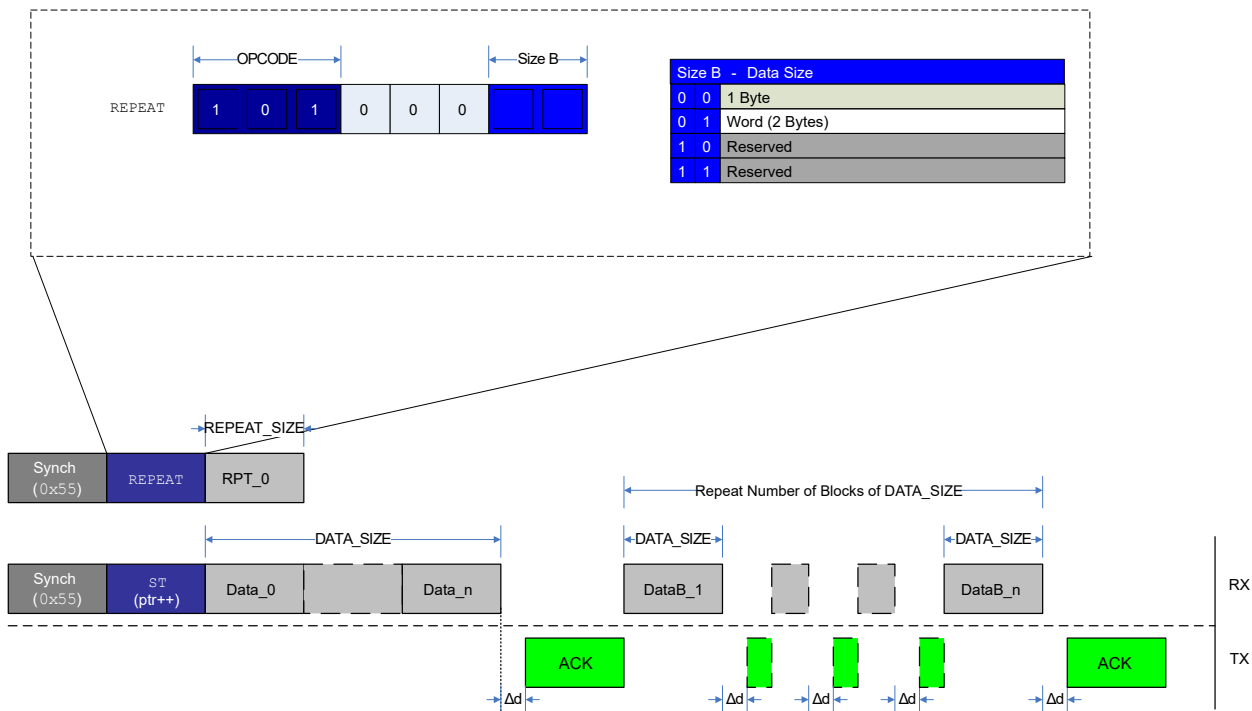 OPCODE
Size B
REPEAT
1 0 1 0 0 0
Size B - Data Size
0 0 1 Byte
0 1 Word (2 Bytes)
1 0 Reserved
1 1 Reserved
REPEAT_SIZE
Synch
(0x55)
REPEAT
RPT_0
Repeat Number of Blocks of DATA_SIZE
DATA_SIZE
DATA_SIZE
DATA_SIZE
Synch
(0x55)
ST
(ptr++)
Data_0
Data_n
DataB_1
DataB_n
RX
ACK
ACK
TX
Δd
Δd
Δd
Δd
Δd